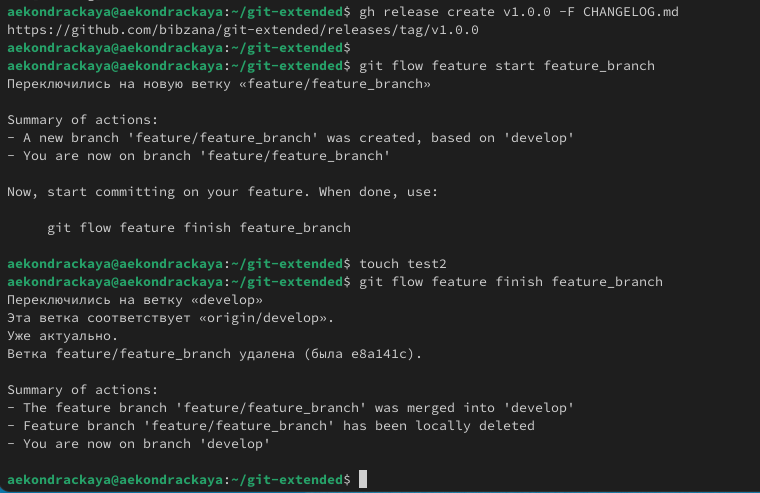 aekondrackaya@aekondrackaya:~/git-extended$ gh release create v1.0.0 -F CHANGELOG.md
https://github.com/bibzana/git-extended/releases/tag/v1.0.0
aekondrackaya@aekondrackaya:~/git-extended$
aekondrackaya@aekondrackaya:~/git-extended$ git flow feature start feature_branch
Переключились на новую ветку «feature/feature_branch»
Summary of actions:
- A new branch 'feature/feature_branch' was created, based on 'develop'
- You are now on branch 'feature/feature_branch'
Now, start committing on your feature. When done, use:
git flow feature finish feature_branch
aekondrackaya@aekondrackaya:~/git-extended$ touch test2
aekondrackaya@aekondrackaya:~/git-extended$ git flow feature finish feature_branch
Переключились на ветку «develop»
Эта ветка соответствует «origin/develop».
Уже актуально.
Ветка feature/feature_branch удалена (была e8a141c).
Summary of actions:
- The feature branch 'feature/feature_branch' was merged into 'develop'
- Feature branch 'feature/feature_branch' has been locally deleted
- You are now on branch 'develop'
aekondrackaya@aekondrackaya:~/git-extended$